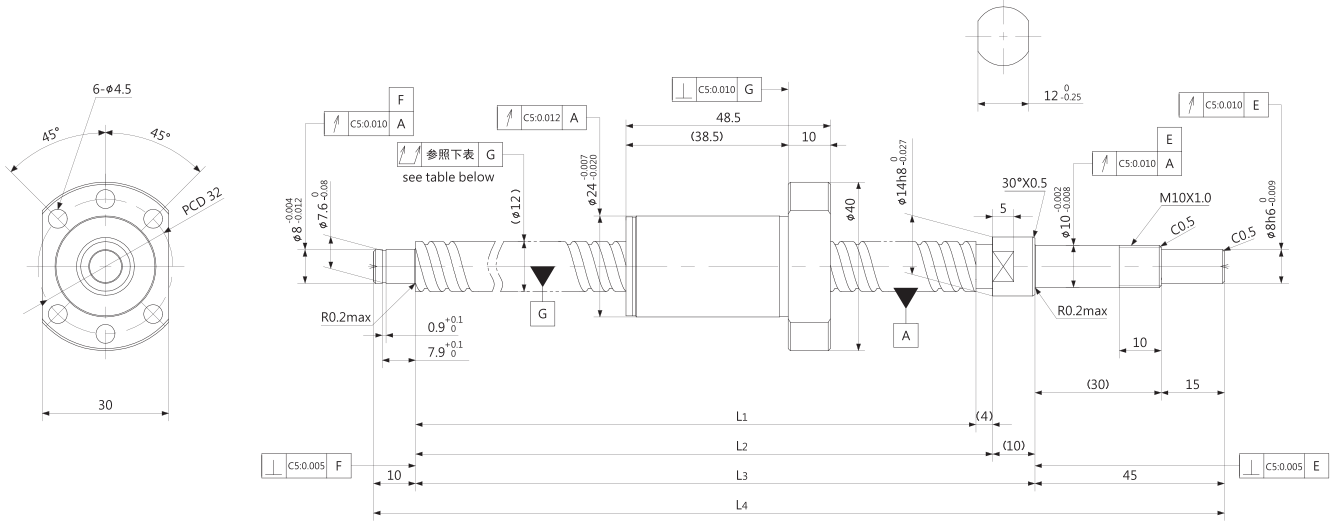 6-φ4.5
45°
45°
PCD 32
30
F
C5:0.010 A
φ8 -0.004 -0.012
φ7.6 0 -0.08
参照下表 G
see table below
(φ12)
C5:0.012 A
φ24 -0.007 -0.020
C5:0.010 G
48.5
(38.5)
10
φ40
φ14h8 0 -0.027
12 0 -0.25
30°X0.5
5
E
C5:0.010 A
φ10 -0.002 -0.008
M10X1.0
C0.5
C0.5
C5:0.010 E
φ8h6 0 -0.009
R0.2max
G
A
R0.2max
0.9 +0.1 0
7.9 +0.1 0
10
(30)
15
L1
(4)
L2
(10)
C5:0.005 F
C5:0.005 E
10
L3
45
L4